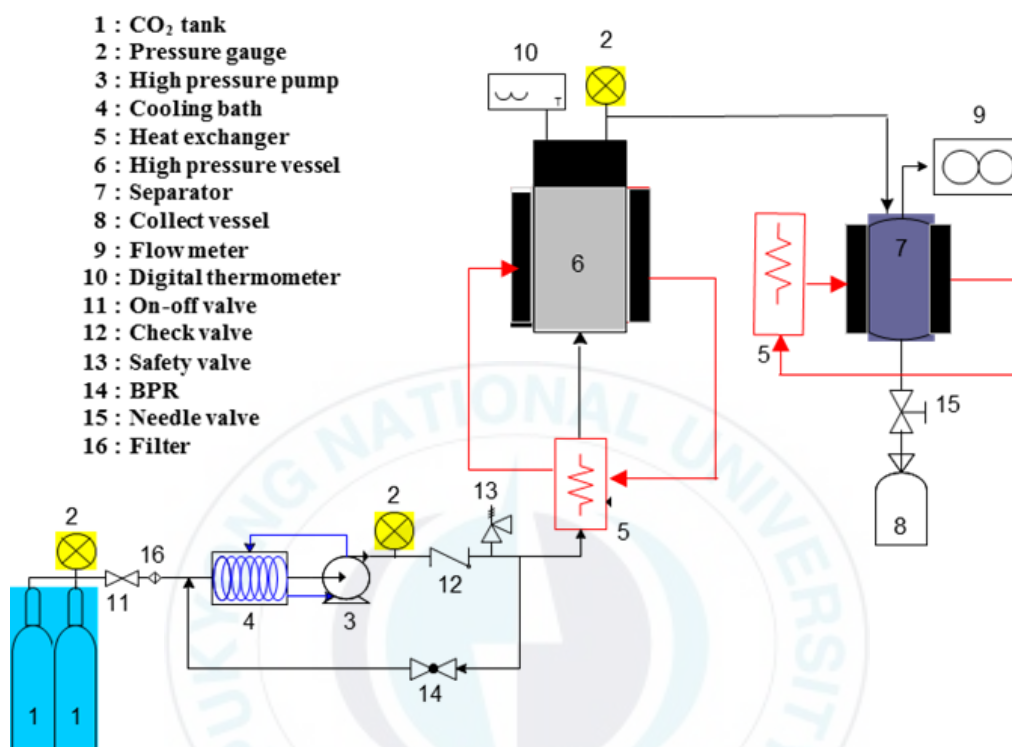 1 : CO₂ tank
2 : Pressure gauge
3 : High pressure pump
4 : Cooling bath
5 : Heat exchanger
6 : High pressure vessel
7 : Separator
8 : Collect vessel
9 : Flow meter
10 : Digital thermometer
11 : On-off valve
12 : Check valve
13 : Safety valve
14 : BPR
15 : Needle valve
16 : Filter
10
2
9
T
6
7
5
15
8
13
2
5
12
2
16
11
4
3
14
1
1
UKYONG NATIONAL UNIVERSIT